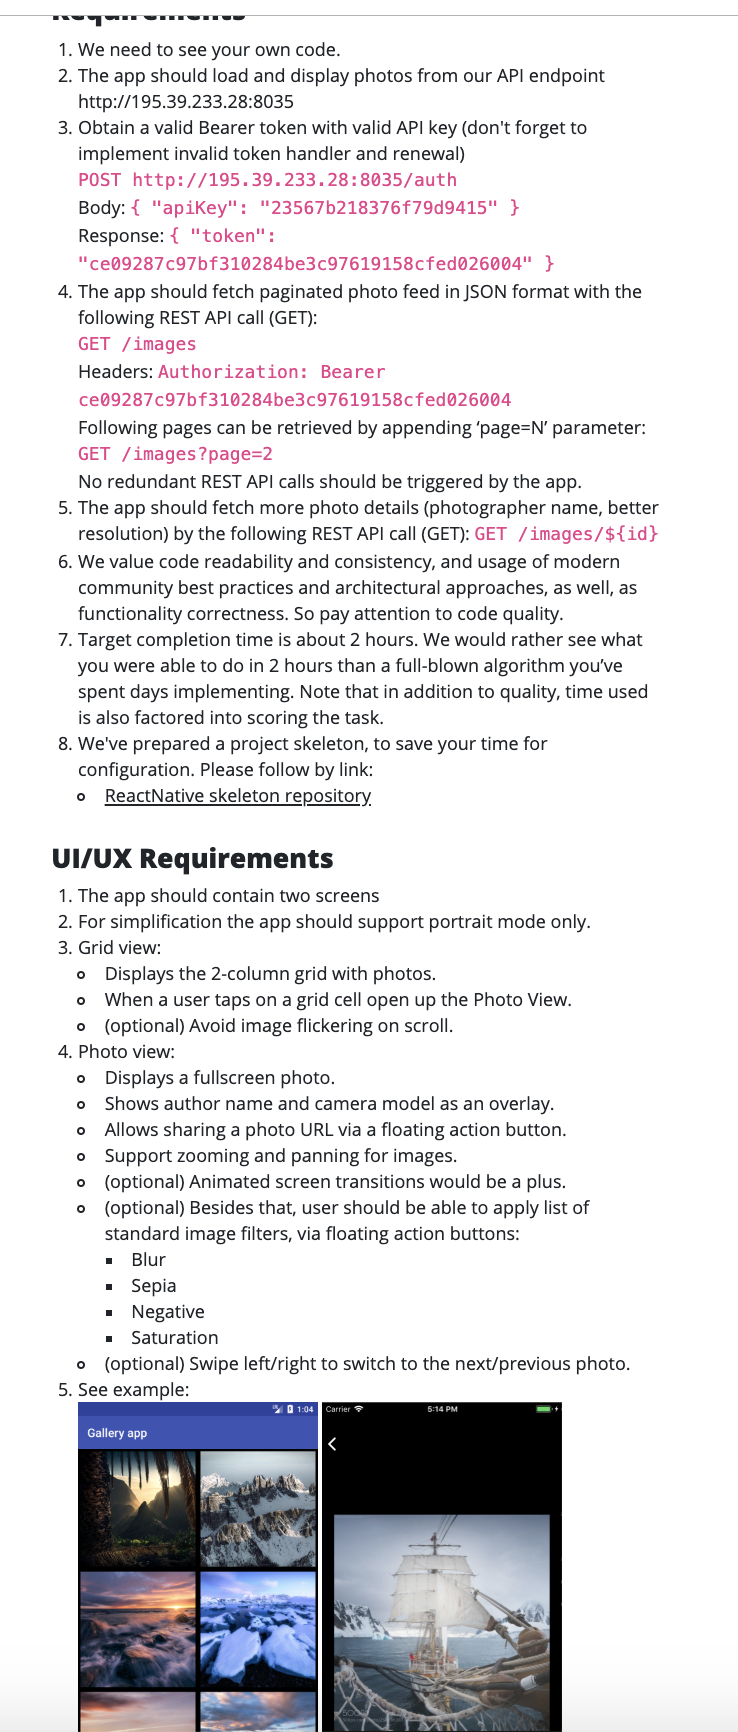 Requirements
1. We need to see your own code.
2. The app should load and display photos from our API endpoint
http://195.39.233.28:8035
3. Obtain a valid Bearer token with valid API key (don't forget to
implement invalid token handler and renewal)
POST http://195.39.233.28:8035/auth
Body: { "apiKey": "23567b218376f79d9415" }
Response: { "token":
"ce09287c97bf310284be3c97619158cfed026004" }
4. The app should fetch paginated photo feed in JSON format with the
following REST API call (GET):
GET /images
Headers: Authorization: Bearer
ce09287c97bf310284be3c97619158cfed026004
Following pages can be retrieved by appending ‘page=N’ parameter:
GET /images?page=2
No redundant REST API calls should be triggered by the app.
5. The app should fetch more photo details (photographer name, better
resolution) by the following REST API call (GET): GET /images/${id}
6. We value code readability and consistency, and usage of modern
community best practices and architectural approaches, as well, as
functionality correctness. So pay attention to code quality.
7. Target completion time is about 2 hours. We would rather see what
you were able to do in 2 hours than a full-blown algorithm you’ve
spent days implementing. Note that in addition to quality, time used
is also factored into scoring the task.
8. We've prepared a project skeleton, to save your time for
configuration. Please follow by link:
ReactNative skeleton repository
UI/UX Requirements
1. The app should contain two screens
2. For simplification the app should support portrait mode only.
3. Grid view:
Displays the 2-column grid with photos.
When a user taps on a grid cell open up the Photo View.
(optional) Avoid image flickering on scroll.
4. Photo view:
Displays a fullscreen photo.
Shows author name and camera model as an overlay.
Allows sharing a photo URL via a floating action button.
Support zooming and panning for images.
(optional) Animated screen transitions would be a plus.
(optional) Besides that, user should be able to apply list of
standard image filters, via floating action buttons:
Blur
Sepia
Negative
Saturation
(optional) Swipe left/right to switch to the next/previous photo.
5. See example:
1:04
Gallery app
Carrier 5:14 PM